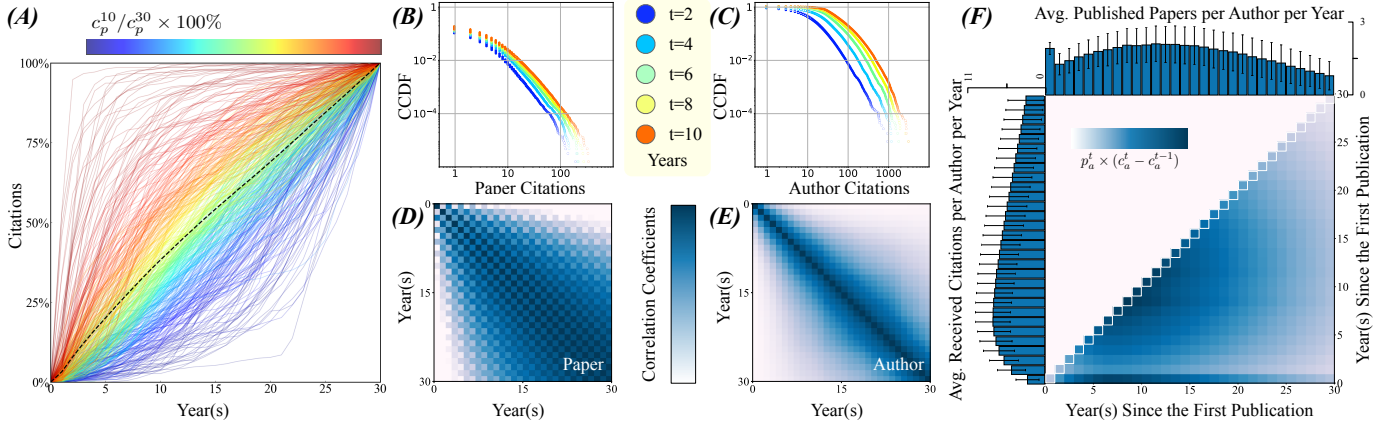 (A)
c_p^10/c_p^30 × 100%
100%
75%
50%
25%
0%
Citations
0 5 10 15 20 25 30
Year(s)
(B)
1
10^-2
10^-4
CCDF
1 10 100
Paper Citations
t=2
t=4
t=6
t=8
t=10
Years
(C)
1
10^-2
10^-4
CCDF
1 10 100 1000
Author Citations
(D)
0
15
30
Year(s)
Paper
15 30
Year(s)
Correlation Coefficients
(E)
0
15
30
Year(s)
Author
15 30
Year(s)
(F)
Avg. Published Papers per Author per Year
3
0
11
0
Avg. Received Citations per Author per Year
p_a^t × (c_a^t − c_a^{t−1})
30
25
20
15
10
5
0
Year(s) Since the First Publication
0 5 10 15 20 25 30
Year(s) Since the First Publication